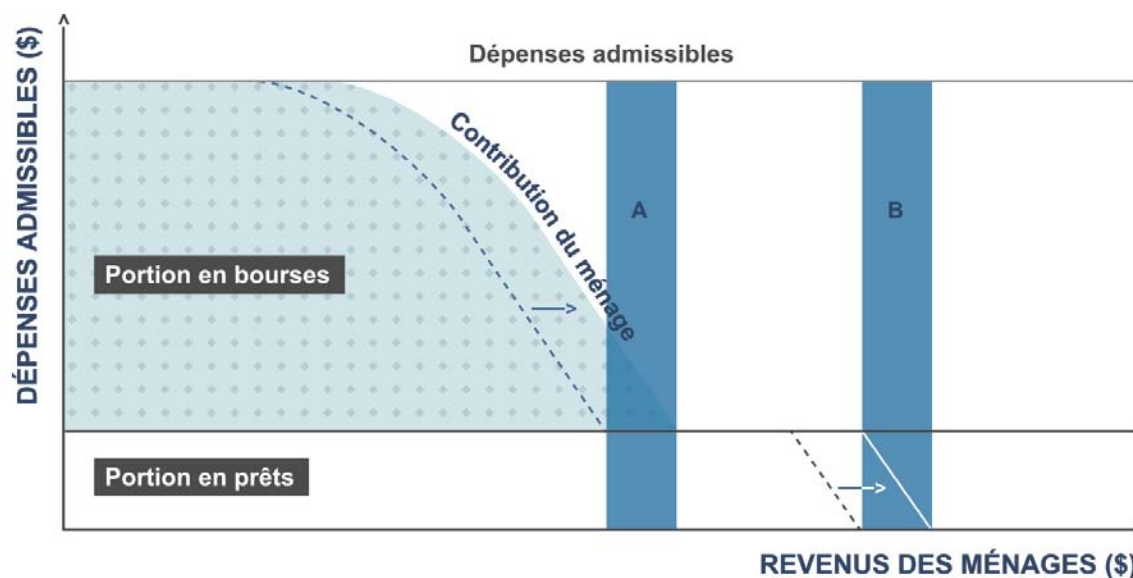 DÉPENSES ADMISSIBLES ($)
Dépenses admissibles
Contribution du ménage
A
B
Portion en bourses
Portion en prêts
REVENUS DES MÉNAGES ($)